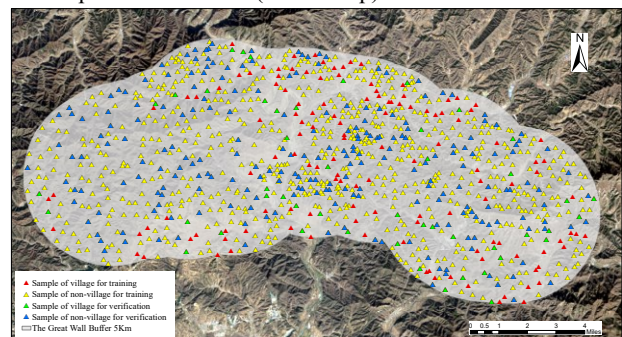 N
Sample of village for training
Sample of non-village for training
Sample of village for verification
Sample of non-village for verification
The Great Wall Buffer 5Km
0 0.5 1 2 3 4
Miles